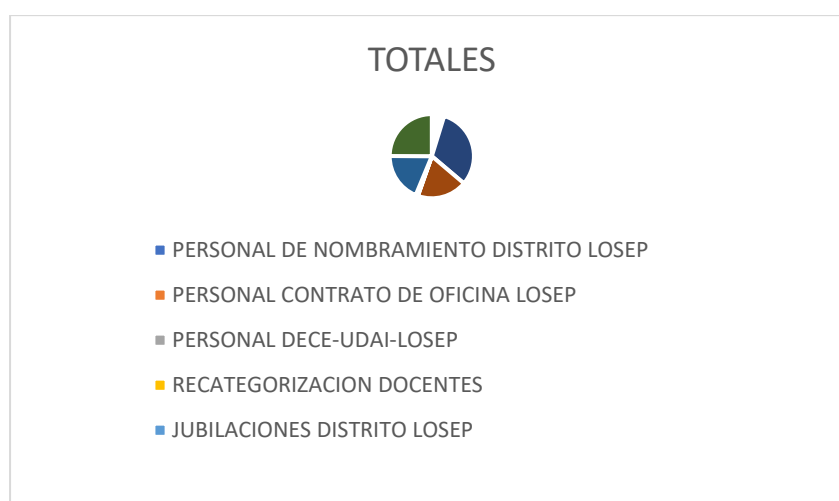 TOTALES
PERSONAL DE NOMBRAMIENTO DISTRITO LOSEP
PERSONAL CONTRATO DE OFICINA LOSEP
PERSONAL DECE-UDAI-LOSEP
RECATEGORIZACION DOCENTES
JUBILACIONES DISTRITO LOSEP